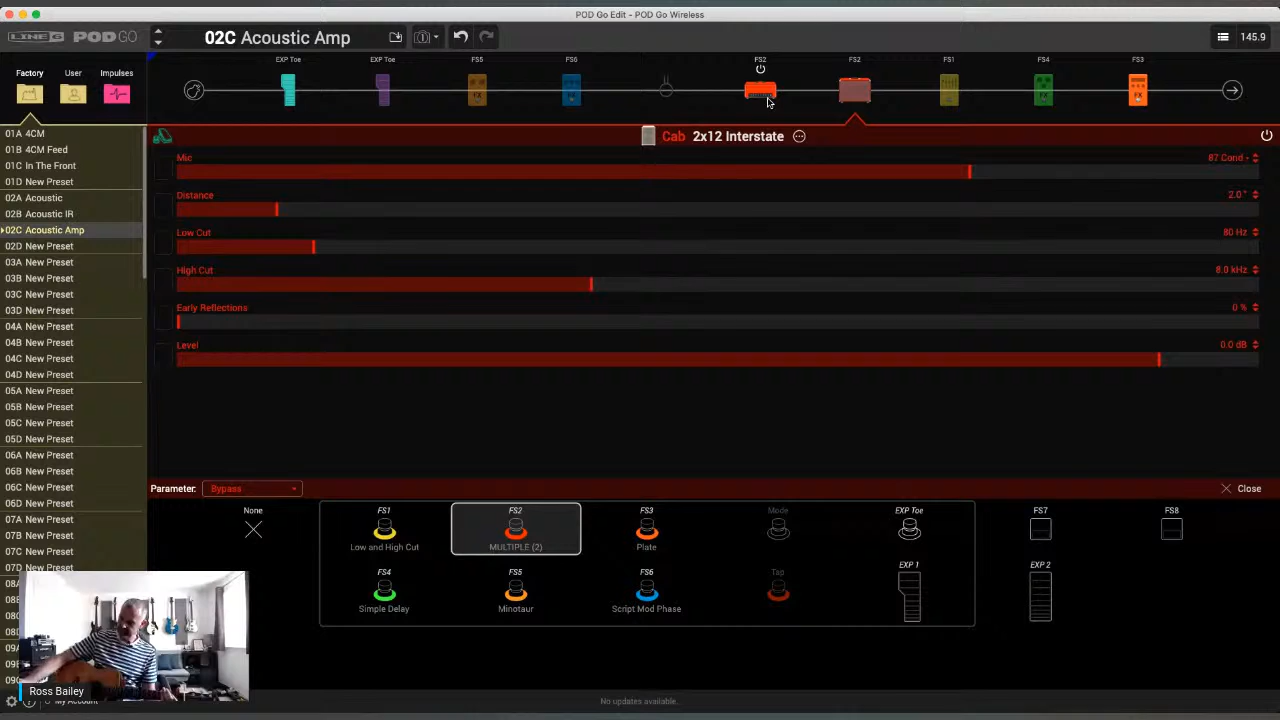 POD Go Edit - POD Go Wireless
LINE 6 POD GO
02C Acoustic Amp
145.9
Factory User Impulses
EXP Toe EXP Toe FS5 FS6 FS2 FS2 FS1 FS4 FS3
FX FX FX
01A 4CM
01B 4CM Feed
01C In The Front
01D New Preset
02A Acoustic
02B Acoustic IR
02C Acoustic Amp
02D New Preset
03A New Preset
03B New Preset
03C New Preset
03D New Preset
04A New Preset
04B New Preset
04C New Preset
04D New Preset
05A New Preset
05B New Preset
05C New Preset
05D New Preset
06A New Preset
06B New Preset
06C New Preset
06D New Preset
07A New Preset
07B New Preset
07C New Preset
07D New Preset
Cab 2x12 Interstate
Mic 87 Cond
Distance 2.0"
Low Cut 80 Hz
High Cut 8.0 kHz
Early Reflections 0 %
Level 0.0 dB
Parameter: Bypass
Close
None
FS1 FS2 FS3 Mode EXP Toe FS7 FS8
Low and High Cut MULTIPLE (2) Plate
FS4 FS5 FS6 Tap EXP 1 EXP 2
Simple Delay Minotaur Script Mod Phase
Ross Bailey
My Account
No updates available.